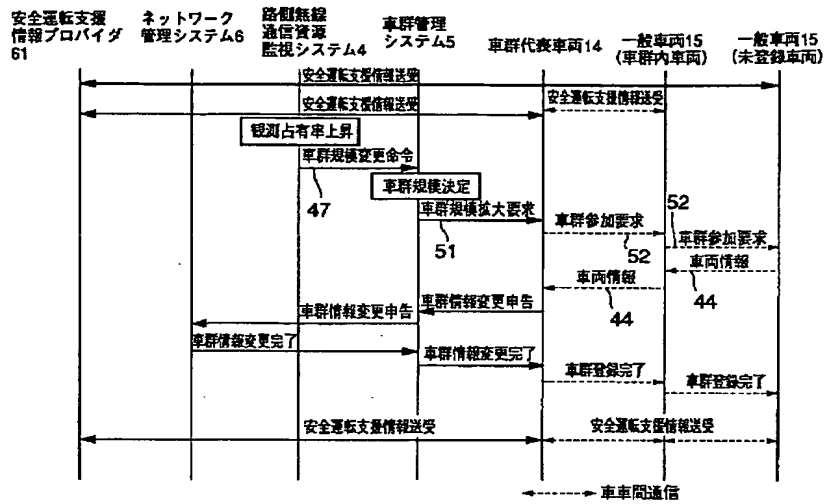 安全運転支援
情報プロバイダ
61
ネットワーク
管理システム6
路側無線
通信資源
監視システム4
車群管理
システム5
車群代表車両14
一般車両15
(車群内車両)
一般車両15
(未登録車両)
安全運転支援情報送受
安全運転支援情報送受
安全運転支援情報送受
観測占有率上昇
車群規模変更命令
47
車群規模決定
車群規模拡大要求
51
車群参加要求
52
52
車群参加要求
車両情報
44
車両情報
44
車群情報変更申告
車群情報変更申告
車群情報変更完了
車群情報変更完了
車群登録完了
車群登録完了
安全運転支援情報送受
安全運転支援情報送受
車車間通信